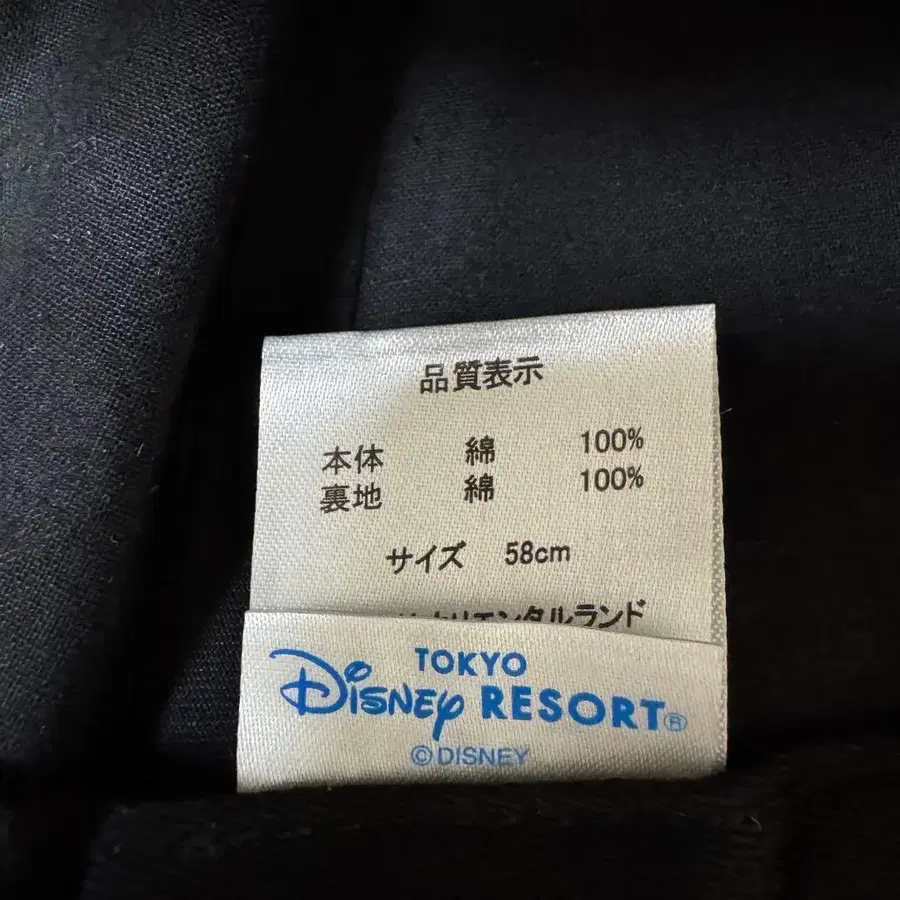 品質表示
本体 綿 100%
裏地 綿 100%
サイズ 58cm
エンタルランド
TOKYO
Disney RESORT®
©DISNEY